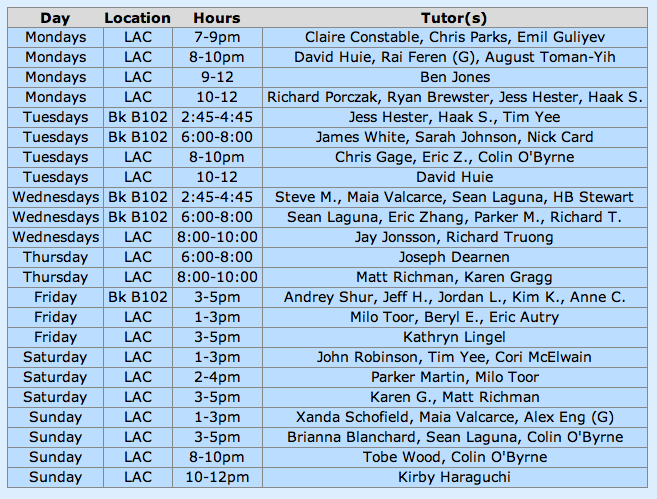 Day Location Hours Tutor(s)
Mondays LAC 7-9pm Claire Constable, Chris Parks, Emil Guliyev
Mondays LAC 8-10pm David Huie, Rai Feren (G), August Toman-Yih
Mondays LAC 9-12 Ben Jones
Mondays LAC 10-12 Richard Porczak, Ryan Brewster, Jess Hester, Haak S.
Tuesdays Bk B102 2:45-4:45 Jess Hester, Haak S., Tim Yee
Tuesdays Bk B102 6:00-8:00 James White, Sarah Johnson, Nick Card
Tuesdays LAC 8-10pm Chris Gage, Eric Z., Colin O'Byrne
Tuesdays LAC 10-12 David Huie
Wednesdays Bk B102 2:45-4:45 Steve M., Maia Valcarce, Sean Laguna, HB Stewart
Wednesdays Bk B102 6:00-8:00 Sean Laguna, Eric Zhang, Parker M., Richard T.
Wednesdays LAC 8:00-10:00 Jay Jonsson, Richard Truong
Thursday LAC 6:00-8:00 Joseph Dearnen
Thursday LAC 8:00-10:00 Matt Richman, Karen Gragg
Friday Bk B102 3-5pm Andrey Shur, Jeff H., Jordan L., Kim K., Anne C.
Friday LAC 1-3pm Milo Toor, Beryl E., Eric Autry
Friday LAC 3-5pm Kathryn Lingel
Saturday LAC 1-3pm John Robinson, Tim Yee, Cori McElwain
Saturday LAC 2-4pm Parker Martin, Milo Toor
Saturday LAC 3-5pm Karen G., Matt Richman
Sunday LAC 1-3pm Xanda Schofield, Maia Valcarce, Alex Eng (G)
Sunday LAC 3-5pm Brianna Blanchard, Sean Laguna, Colin O'Byrne
Sunday LAC 8-10pm Tobe Wood, Colin O'Byrne
Sunday LAC 10-12pm Kirby Haraguchi